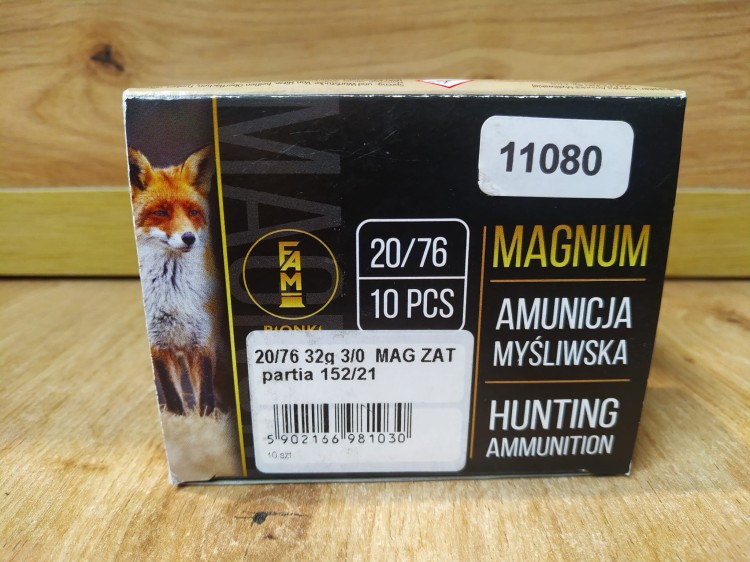 11080
MAG
FAM
PIONKI
20/76
10 PCS
MAGNUM
AMUNICJA
MYŚLIWSKA
HUNTING
AMMUNITION
20/76 32g 3/0 MAG ZAT
partia 152/21
5 902166 981030
10 szt